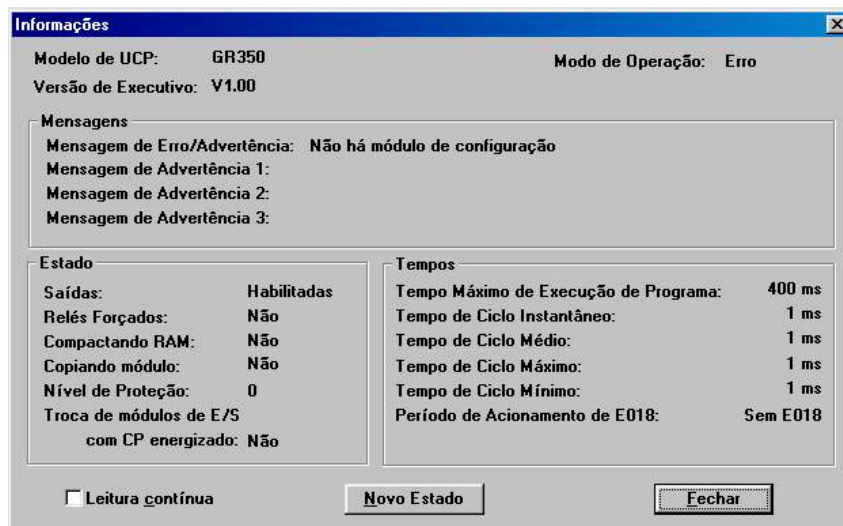 Informações
Modelo de UCP: GR350
Modo de Operação: Erro
Versão de Executivo: V1.00
Mensagens
Mensagem de Erro/Advertência: Não há módulo de configuração
Mensagem de Advertência 1:
Mensagem de Advertência 2:
Mensagem de Advertência 3:
Estado
Saídas: Habilitadas
Relés Forçados: Não
Compactando RAM: Não
Copiando módulo: Não
Nível de Proteção: 0
Troca de módulos de E/S
com CP energizado: Não
Tempos
Tempo Máximo de Execução de Programa: 400 ms
Tempo de Ciclo Instantâneo: 1 ms
Tempo de Ciclo Médio: 1 ms
Tempo de Ciclo Máximo: 1 ms
Tempo de Ciclo Mínimo: 1 ms
Período de Acionamento de E018: Sem E018
Leitura contínua
Novo Estado
Fechar